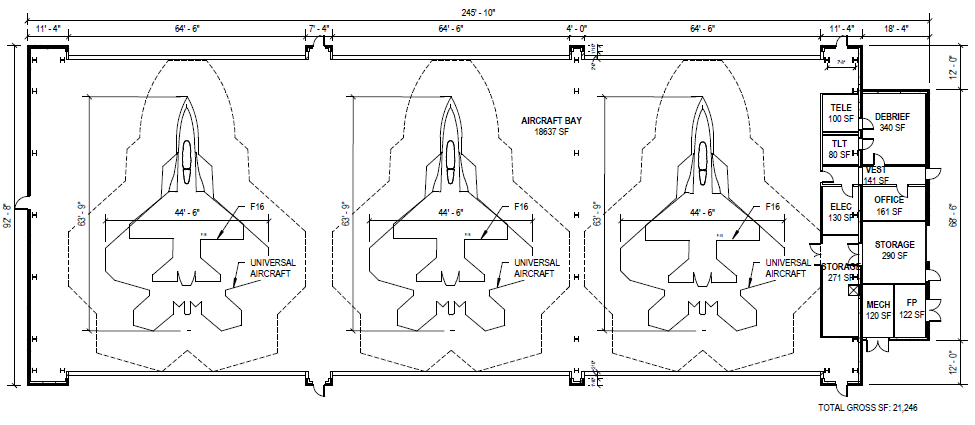 245' - 10"
11' - 4"
64' - 6"
7' - 4"
64' - 6"
4' - 0"
64' - 6"
11' - 4"
18' - 4"
12' - 0"
92' - 8"
68' - 6"
12' - 0"
AIRCRAFT BAY
18637 SF
63' - 9"
44' - 6"
F16
UNIVERSAL
AIRCRAFT
63' - 9"
44' - 6"
F16
UNIVERSAL
AIRCRAFT
63' - 9"
44' - 6"
F16
UNIVERSAL
AIRCRAFT
TELE
100 SF
DEBRIEF
340 SF
TLT
80 SF
VEST
141 SF
ELEC
130 SF
OFFICE
161 SF
STORAGE
290 SF
STORAGE
271 SF
MECH
120 SF
FP
122 SF
TOTAL GROSS SF: 21,246